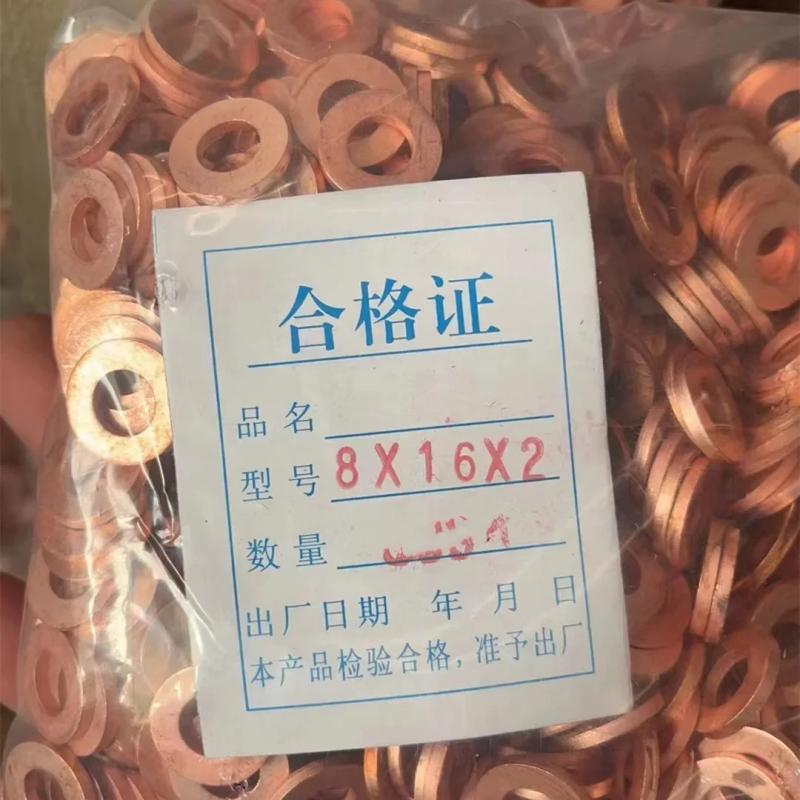 合格证
品名
型号 8X16X2
数量
出厂日期 年 月 日
本产品检验合格,准予出厂